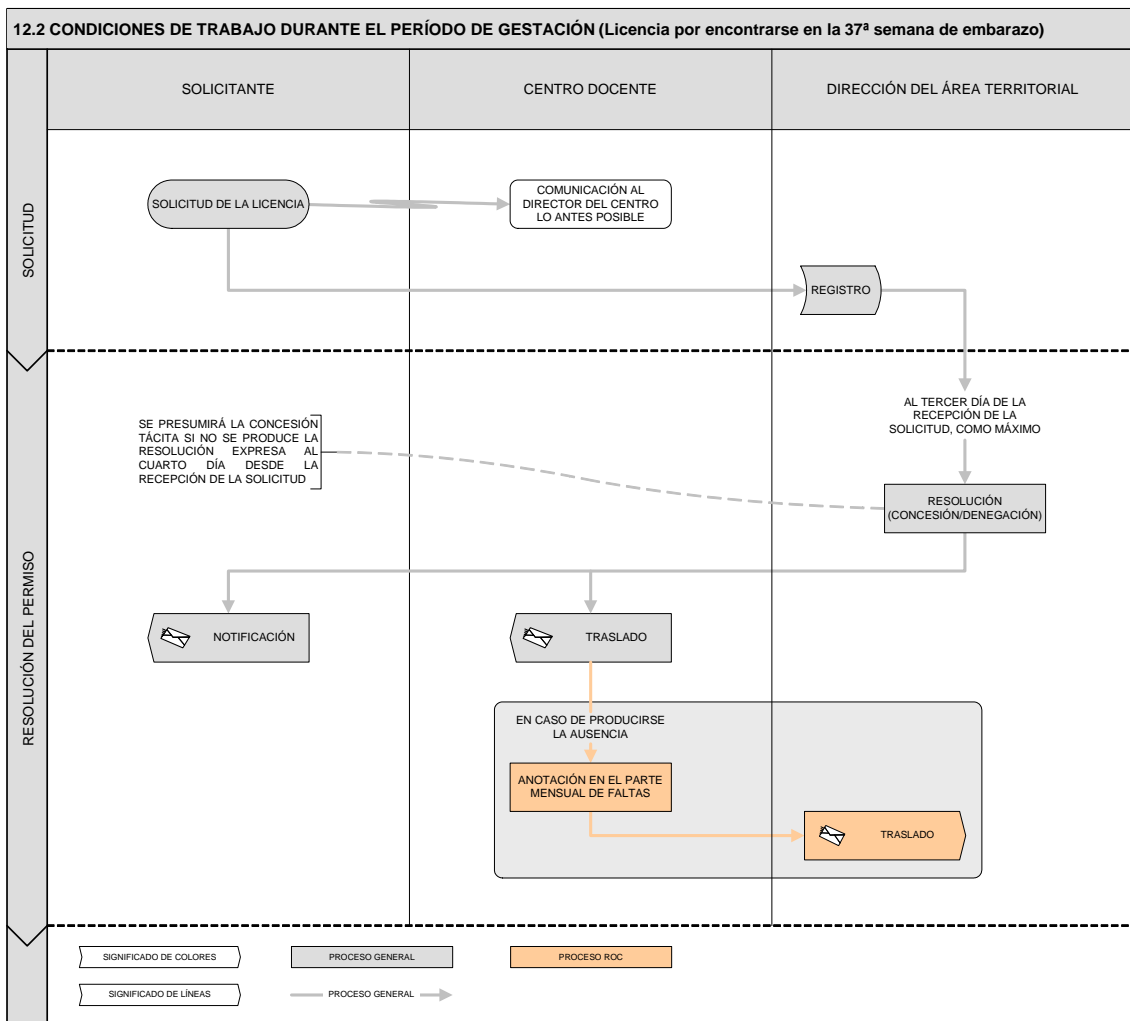 12.2 CONDICIONES DE TRABAJO DURANTE EL PERÍODO DE GESTACIÓN (Licencia por encontrarse en la 37ª semana de embarazo)
SOLICITANTE
CENTRO DOCENTE
DIRECCIÓN DEL ÁREA TERRITORIAL
SOLICITUD
SOLICITUD DE LA LICENCIA
COMUNICACIÓN AL
DIRECTOR DEL CENTRO
LO ANTES POSIBLE
REGISTRO
RESOLUCIÓN DEL PERMISO
AL TERCER DÍA DE LA
RECEPCIÓN DE LA
SOLICITUD, COMO MÁXIMO
SE PRESUMIRÁ LA CONCESIÓN
TÁCITA SI NO SE PRODUCE LA
RESOLUCIÓN EXPRESA AL
CUARTO DÍA DESDE LA
RECEPCIÓN DE LA SOLICITUD
RESOLUCIÓN
(CONCESIÓN/DENEGACIÓN)
NOTIFICACIÓN
TRASLADO
EN CASO DE PRODUCIRSE
LA AUSENCIA
ANOTACIÓN EN EL PARTE
MENSUAL DE FALTAS
TRASLADO
SIGNIFICADO DE COLORES
PROCESO GENERAL
PROCESO ROC
SIGNIFICADO DE LÍNEAS
PROCESO GENERAL